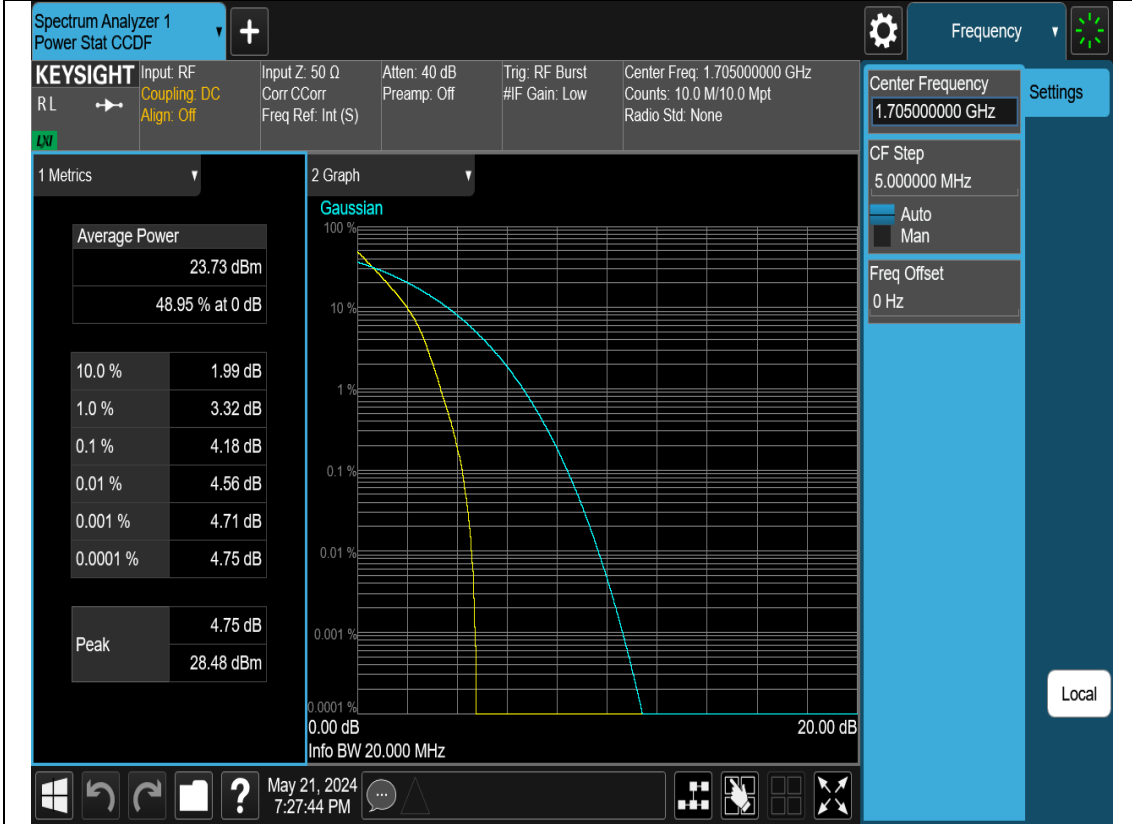 Spectrum Analyzer 1
Power Stat CCDF
Frequency
KEYSIGHT
RL
LXI
Input: RF
Coupling: DC
Align: Off
Input Z: 50 Ω
Corr CCorr
Freq Ref: Int (S)
Atten: 40 dB
Preamp: Off
Trig: RF Burst
#IF Gain: Low
Center Freq: 1.705000000 GHz
Counts: 10.0 M/10.0 Mpt
Radio Std: None
Center Frequency
1.705000000 GHz
Settings
CF Step
5.000000 MHz
Auto
Man
Freq Offset
0 Hz
Local
1 Metrics
Average Power
23.73 dBm
48.95 % at 0 dB
10.0 % 1.99 dB
1.0 % 3.32 dB
0.1 % 4.18 dB
0.01 % 4.56 dB
0.001 % 4.71 dB
0.0001 % 4.75 dB
Peak
4.75 dB
28.48 dBm
2 Graph
Gaussian
100 %
10 %
1 %
0.1 %
0.01 %
0.001 %
0.0001 %
0.00 dB 20.00 dB
Info BW 20.000 MHz
May 21, 2024
7:27:44 PM